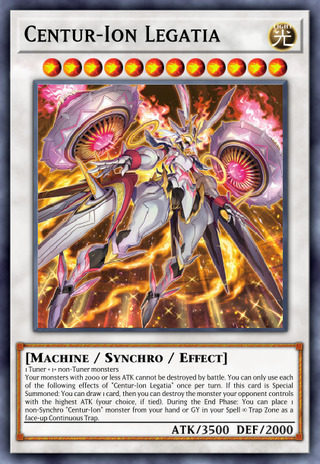 Centur-Ion Legatia
LIGHT
光
[Machine / Synchro / Effect]
1 Tuner + 1+ non-Tuner monsters
Your monsters with 2000 or less ATK cannot be destroyed by battle. You can only use each
of the following effects of "Centur-Ion Legatia" once per turn. If this card is Special
Summoned: You can draw 1 card, then you can destroy the monster your opponent controls
with the highest ATK (your choice, if tied). During the End Phase: You can place 1
non-Synchro "Centur-Ion" monster from your hand or GY in your Spell & Trap Zone as a
face-up Continuous Trap.
ATK/3500 DEF/2000